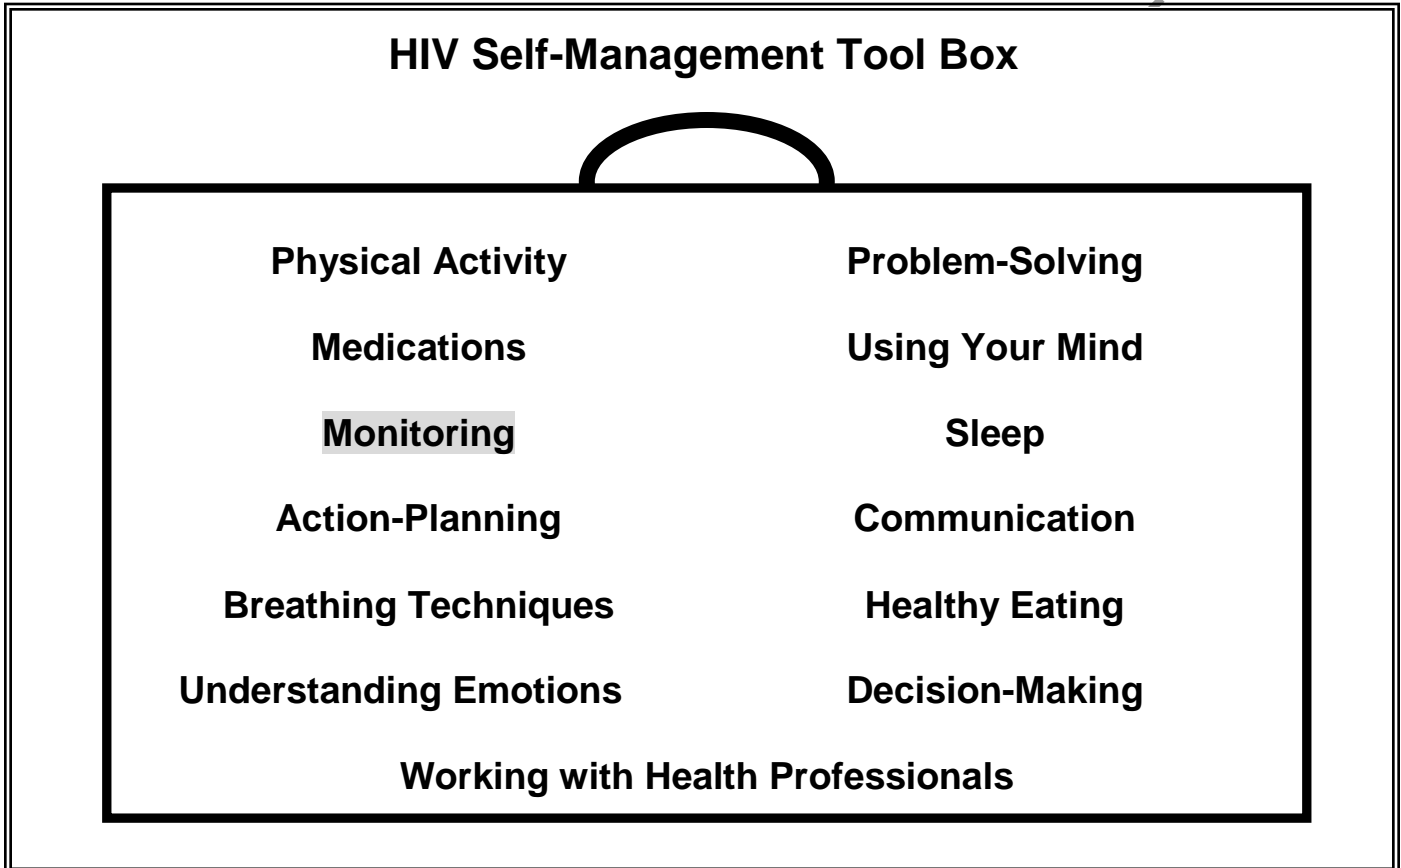 HIV Self-Management Tool Box
Physical Activity Problem-Solving
Medications Using Your Mind
Monitoring Sleep
Action-Planning Communication
Breathing Techniques Healthy Eating
Understanding Emotions Decision-Making
Working with Health Professionals